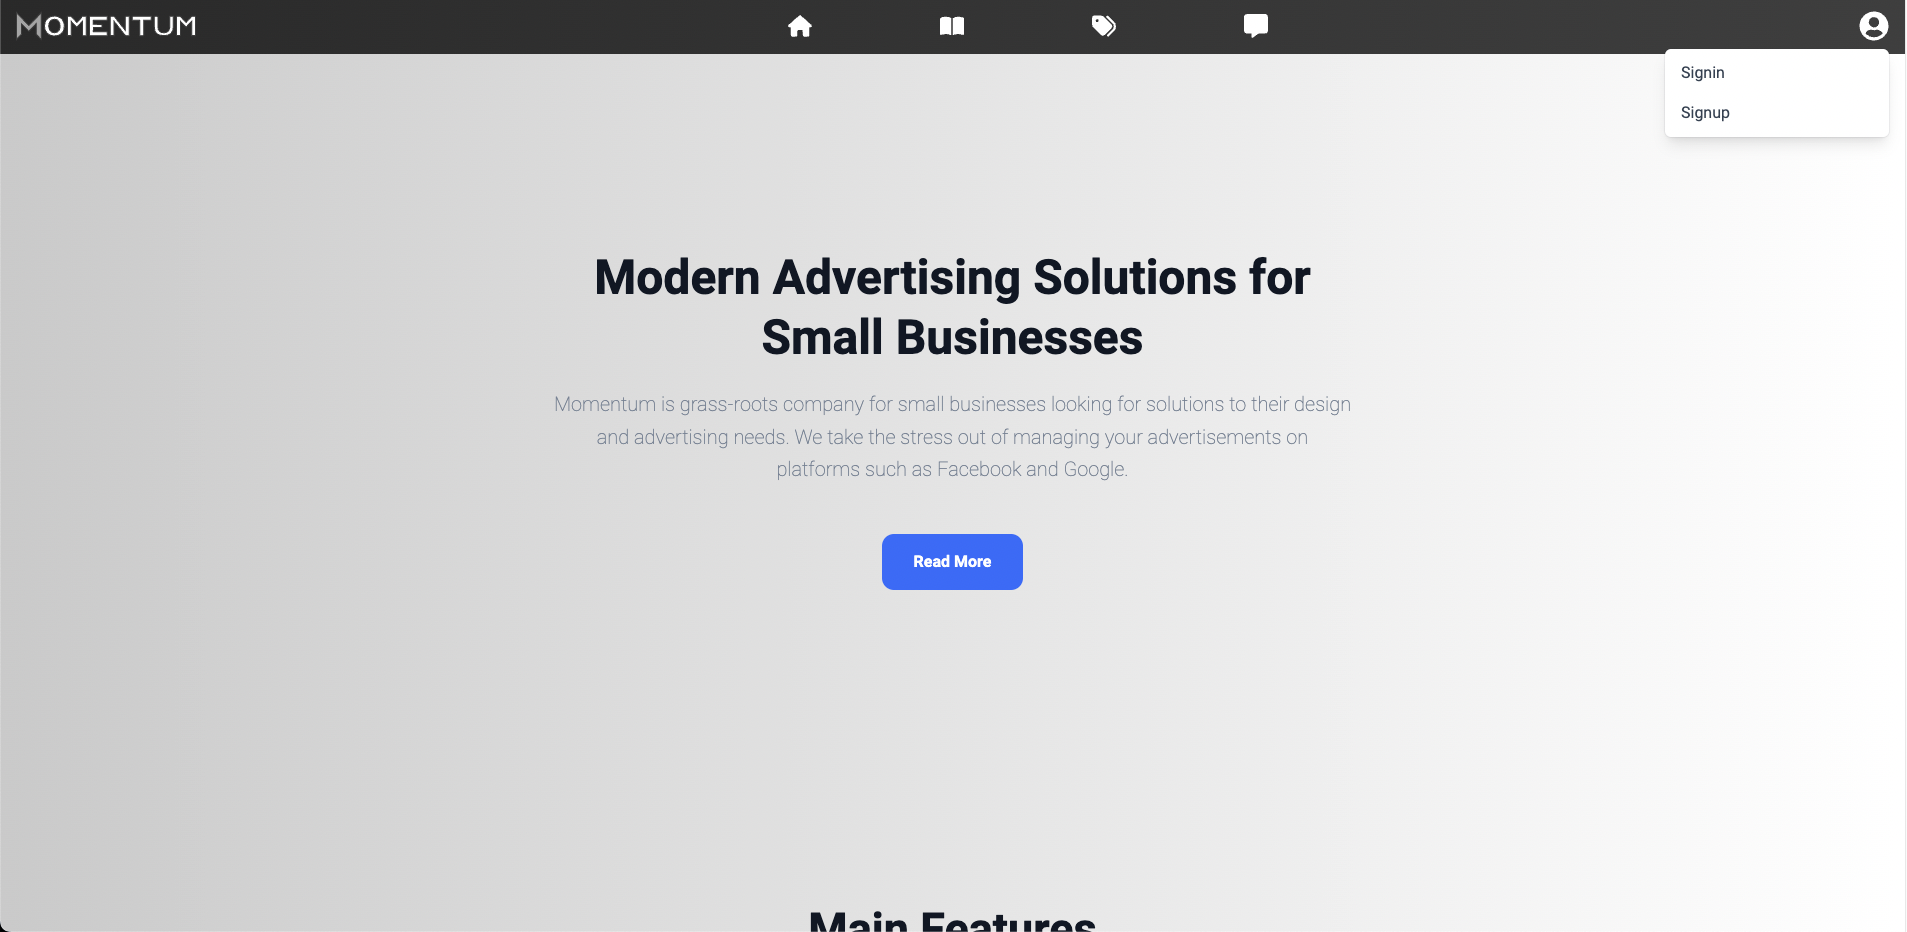 MOMENTUM
Signin
Signup
Modern Advertising Solutions for
Small Businesses
Momentum is grass-roots company for small businesses looking for solutions to their design
and advertising needs. We take the stress out of managing your advertisements on
platforms such as Facebook and Google.
Read More
Main Features